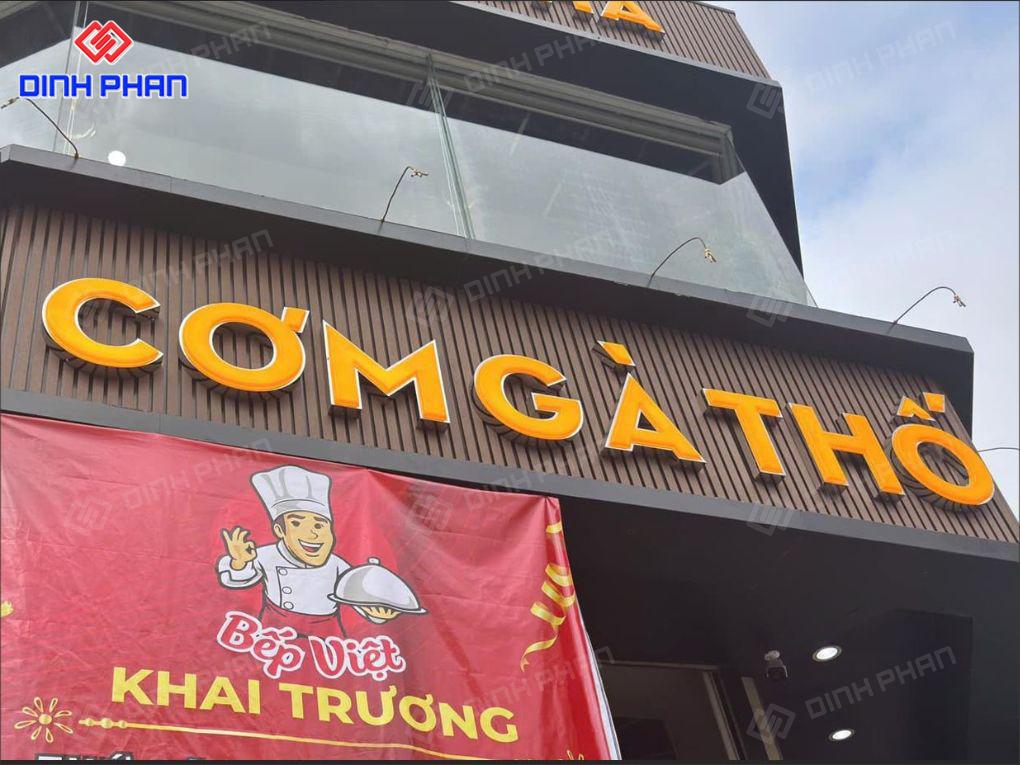 DINH PHAN
CƠM GÀ THỐ
Bếp Việt
KHAI TRƯƠNG